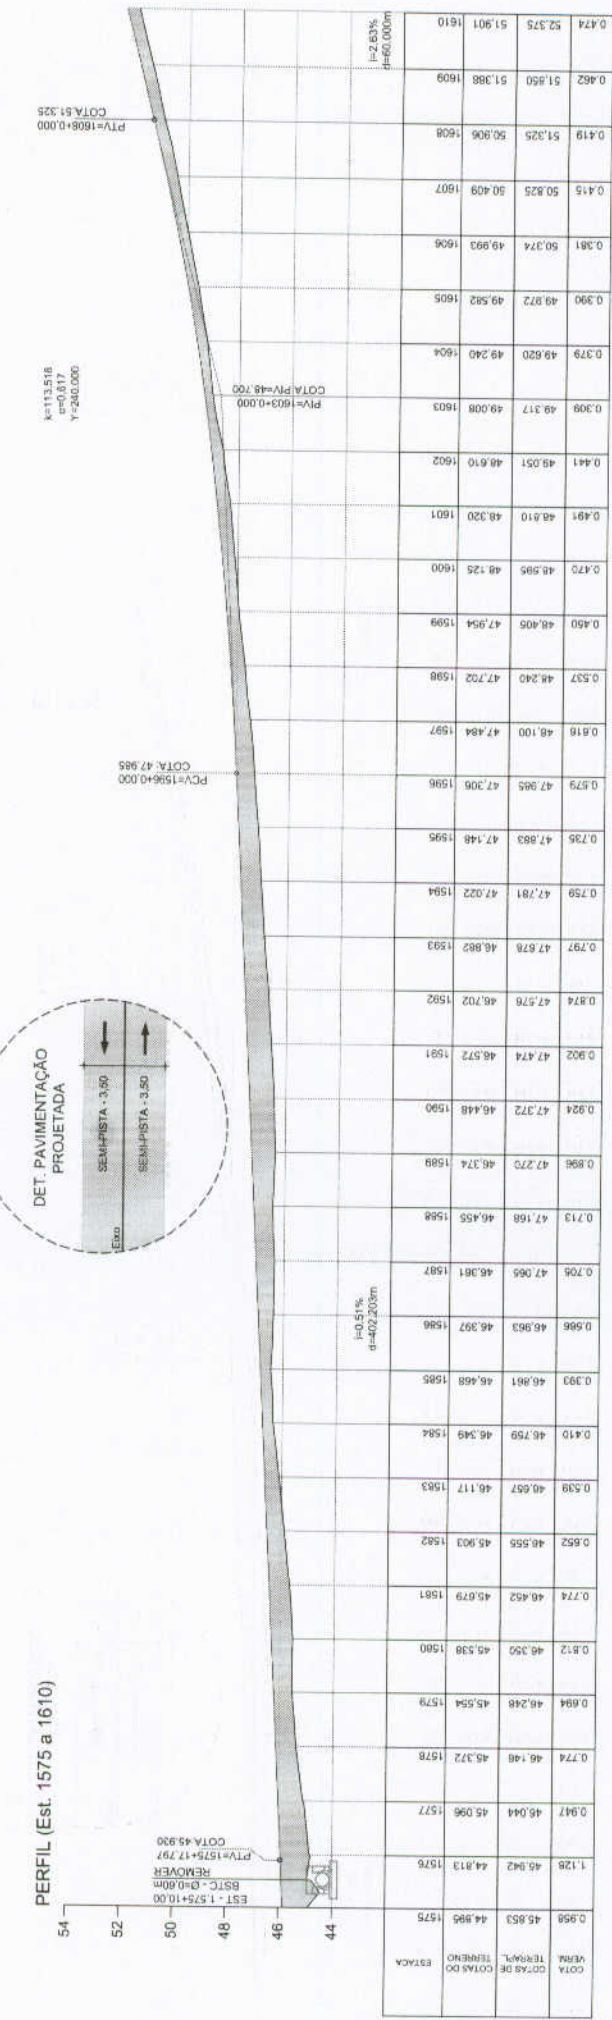 PERFIL (Est. 1575 a 1610)
DET. PAVIMENTAÇÃO
PROJETADA
SEMI-PISTA - 3,50
Eixo
SEMI-PISTA - 3,50
k=113.518
e=0.617
Y=240.000
PTV=1608+0.000
COTA:51.325
PCV=1596+0.000
COTA: 47.985
PIV=1603+0.000
COTA PIV=48.700
EST - 1.575+10,00
BSTC - Ø=0,60m
REMOVER
PTV=1575+17.797
COTA:45.930
i=0.51%
d=402.203m
i=2.63%
d=60.000m
54
52
50
48
46
44
ESTACA 1575 1576 1577 1578 1579 1580 1581 1582 1583 1584 1585 1586 1587 1588 1589 1590 1591 1592 1593 1594 1595 1596 1597 1598 1599 1600 1601 1602 1603 1604 1605 1606 1607 1608 1609 1610
COTAS DO TERRENO 44,895 44,813 45,096 45,372 45,554 45,538 45,679 45,903 46,117 46,349 46,468 46,397 46,361 46,455 46,374 46,448 46,572 46,702 46,882 47,022 47,148 47,306 47,484 47,702 47,954 48,125 48,320 48,610 49,008 49,240 49,582 49,993 50,409 50,906 51,388 51,901
COTAS DE TERRAPL. 45,853 45,942 46,044 46,146 46,248 46,350 46,452 46,555 46,657 46,759 46,861 46,963 47,065 47,168 47,270 47,372 47,474 47,576 47,678 47,781 47,883 47,985 48,100 48,240 48,405 48,595 48,810 49,051 49,317 49,620 49,972 50,374 50,825 51,325 51,850 52,375
COTA VERM. 0.958 1.128 0.947 0.774 0.694 0.812 0.774 0.652 0.539 0.410 0.393 0.566 0.705 0.713 0.896 0.924 0.902 0.874 0.797 0.759 0.735 0.579 0.616 0.537 0.450 0.470 0.491 0.441 0.309 0.379 0.390 0.381 0.415 0.419 0.462 0.474